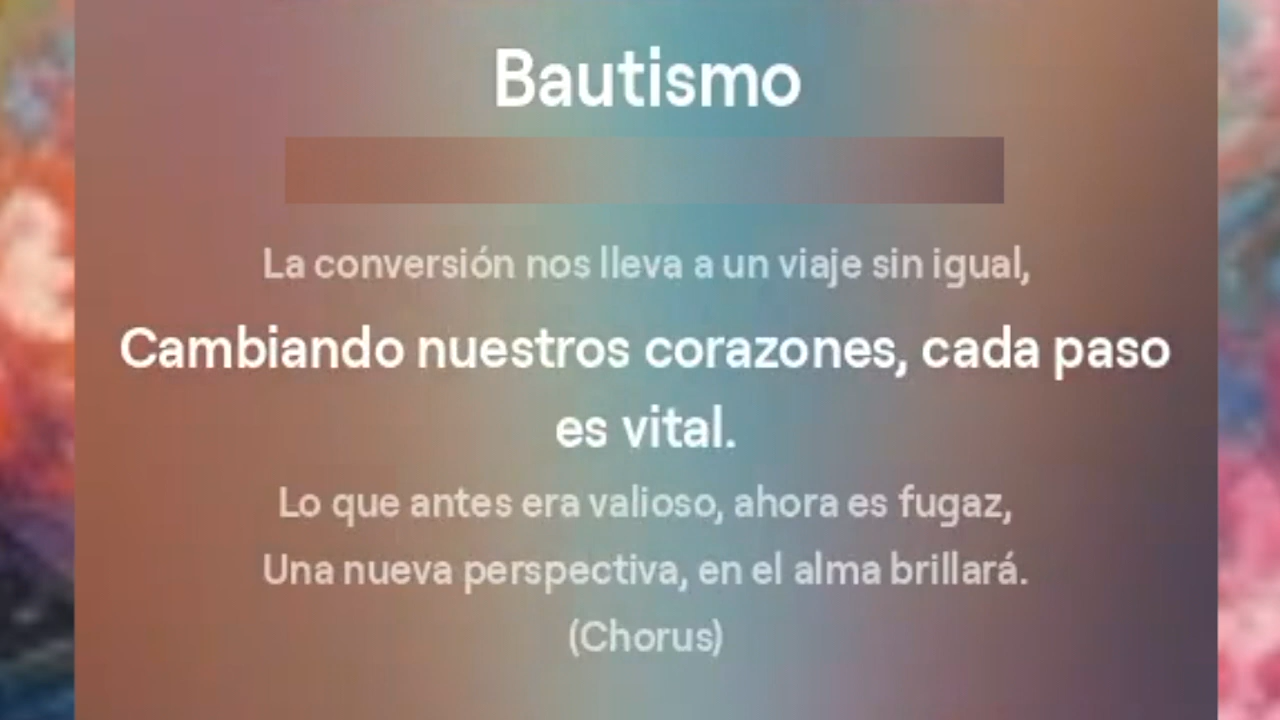 Bautismo
La conversión nos lleva a un viaje sin igual,
Cambiando nuestros corazones, cada paso
es vital.
Lo que antes era valioso, ahora es fugaz,
Una nueva perspectiva, en el alma brillará.
(Chorus)